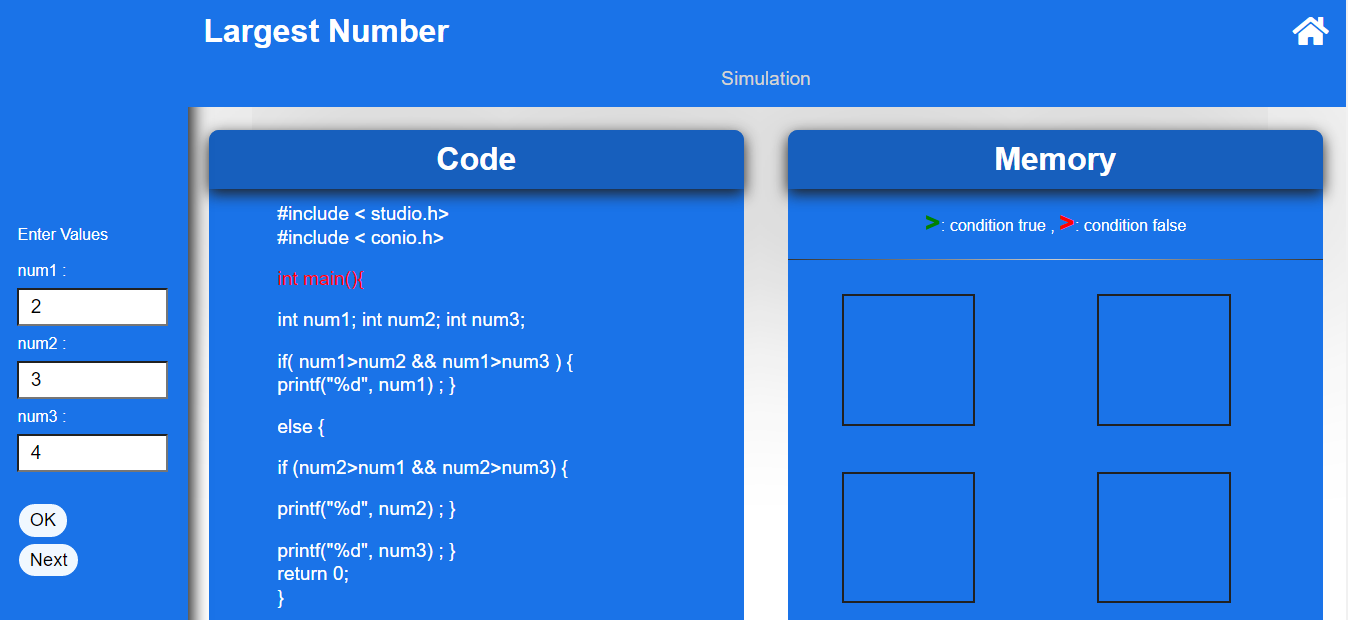 Largest Number
Simulation
Enter Values
num1 :
2
num2 :
3
num3 :
4
OK
Next
Code
#include < studio.h>
#include < conio.h>
int main(){
int num1; int num2; int num3;
if( num1>num2 && num1>num3 ) {
printf("%d", num1) ; }
else {
if (num2>num1 && num2>num3) {
printf("%d", num2) ; }
printf("%d", num3) ; }
return 0;
}
Memory
>: condition true , >: condition false